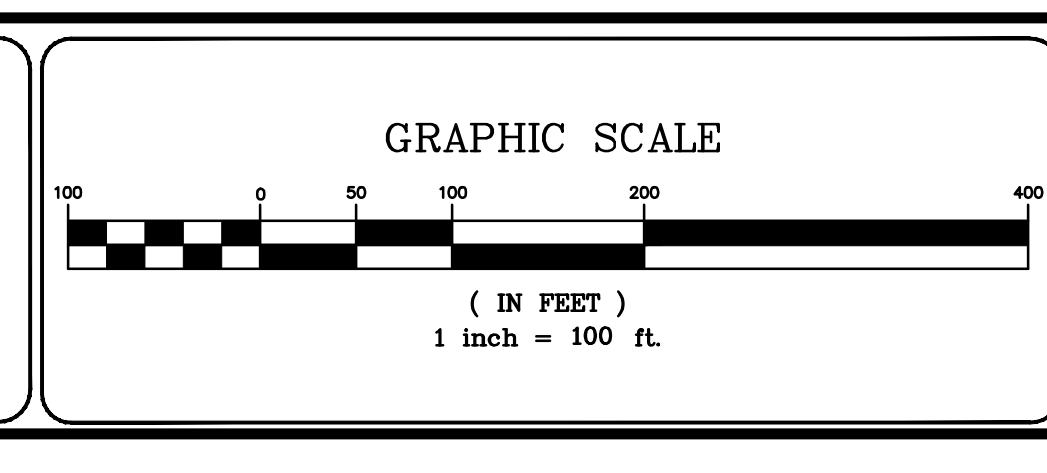 GRAPHIC SCALE
100 0 50 100 200 400
( IN FEET )
1 inch = 100 ft.